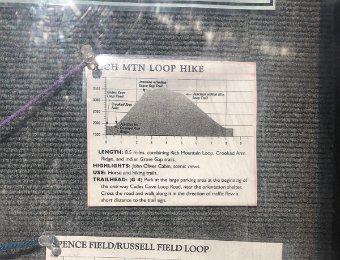 CH MTN LOOP HIKE
LENGTH: 8.5 miles, combining Rich Mountain Loop, Crooked Arm
Ridge, and Indian Grave Gap trails.
HIGHLIGHTS: John Oliver Cabin, scenic views.
USE: Horse and hiking trails.
TRAILHEAD: Park at the large parking area at the beginning of
the one-way Cades Cove Loop Road, near the orientation shelter.
Cross the road and walk along it in the direction of traffic flow a
short distance to the trail sign.
SPENCE FIELD/RUSSELL FIELD LOOP